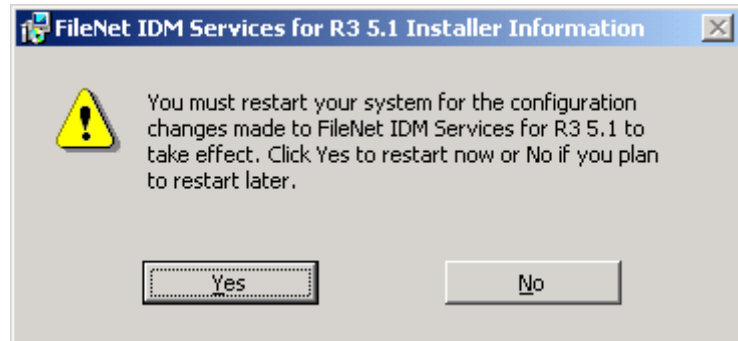 FileNet IDM Services for R3 5.1 Installer Information
You must restart your system for the configuration
changes made to FileNet IDM Services for R3 5.1 to
take effect. Click Yes to restart now or No if you plan
to restart later.
Yes
No